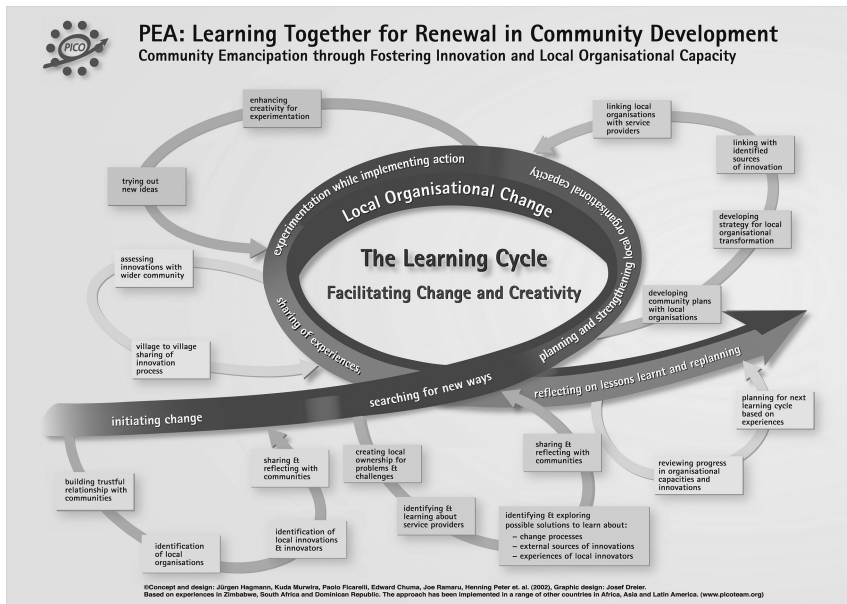 PICO
PEA: Learning Together for Renewal in Community Development
Community Emancipation through Fostering Innovation and Local Organisational Capacity
enhancing
creativity for
experimentation
trying out
new ideas
linking local
organisations
with service
providers
linking with
identified
sources
of innovation
developing
strategy for local
organisational
transformation
developing
community plans
with local
organisations
experimentation while implementing action
Local Organisational Change
planning and strengthening local organisational capacity
The Learning Cycle
Facilitating Change and Creativity
assessing
innovations with
wider community
village to village
sharing of
innovation
process
sharing of experiences,
initiating change
searching for new ways
reflecting on lessons learnt and replanning
building trustful
relationship with
communities
identification
of local
organisations
identification of
local innovations
& innovators
sharing &
reflecting with
communities
creating local
ownership for
problems &
challenges
identifying &
learning about
service providers
identifying & exploring
possible solutions to learn about:
– change processes
– external sources of innovations
– experiences of local innovators
sharing &
reflecting with
communities
reviewing progress
in organisational
capacities and
innovations
planning for next
learning cycle
based on
experiences
©Concept and design: Jürgen Hagmann, Kuda Murwira, Paolo Ficarelli, Edward Chuma, Joe Ramaru, Henning Peter et. al. (2002), Graphic design: Josef Dreier.
Based on experiences in Zimbabwe, South Africa and Dominican Republic. The approach has been implemented in a range of other countries in Africa, Asia and Latin America. (www.picoteam.org)